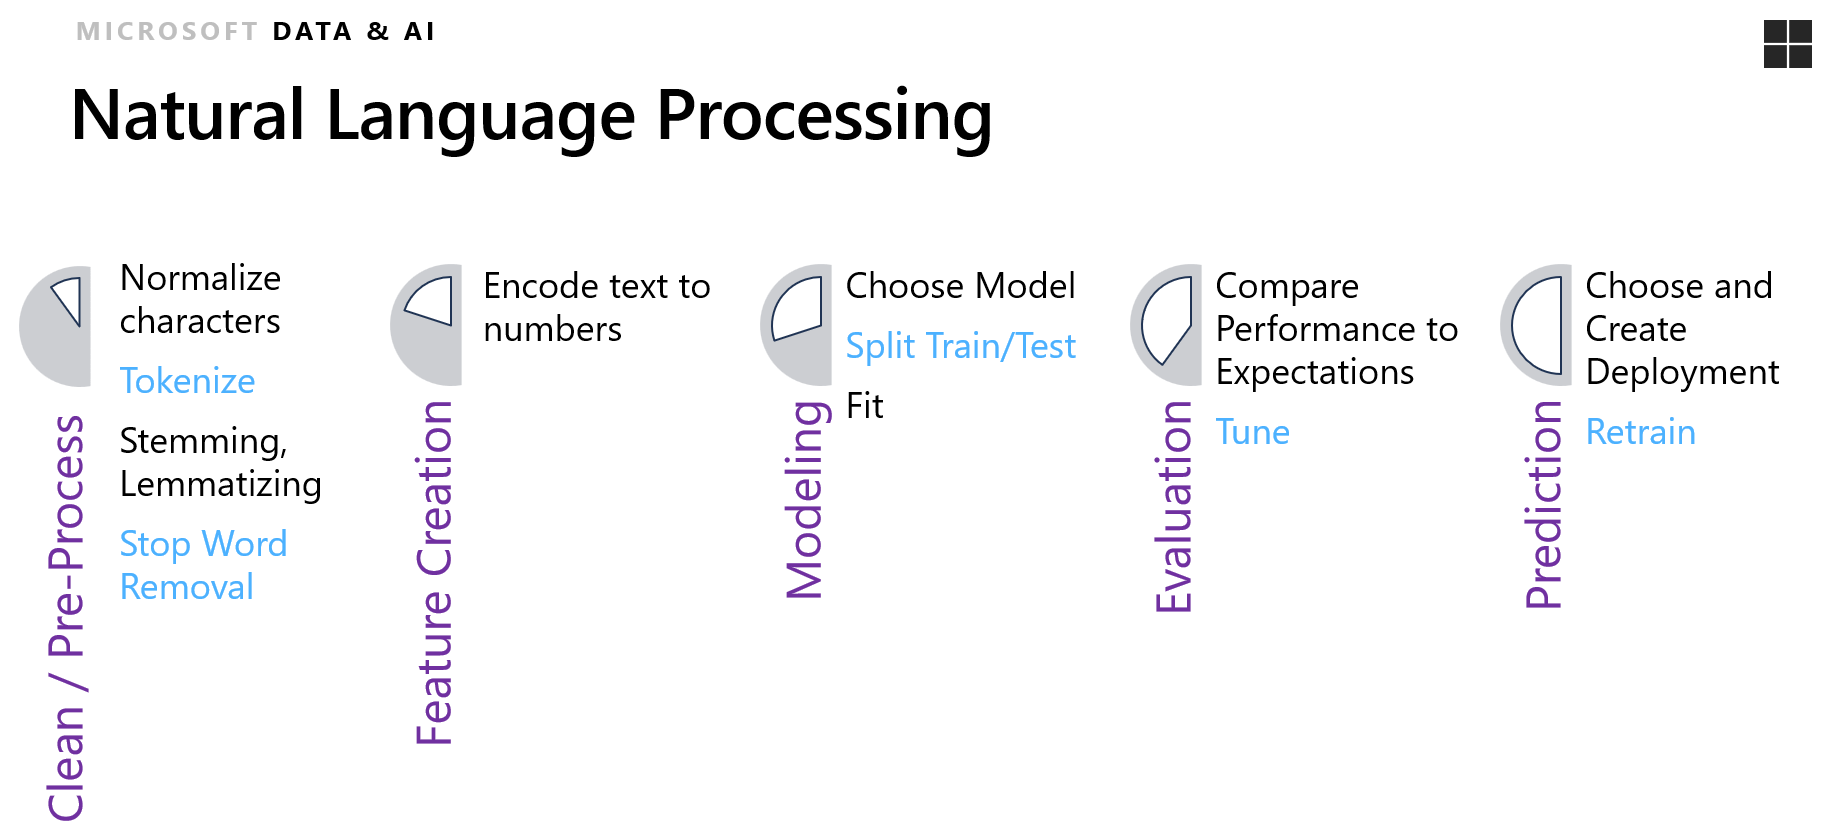 MICROSOFT DATA & AI
Natural Language Processing
Clean / Pre-Process
Normalize
characters
Tokenize
Stemming,
Lemmatizing
Stop Word
Removal
Feature Creation
Encode text to
numbers
Modeling
Choose Model
Split Train/Test
Fit
Evaluation
Compare
Performance to
Expectations
Tune
Prediction
Choose and
Create
Deployment
Retrain